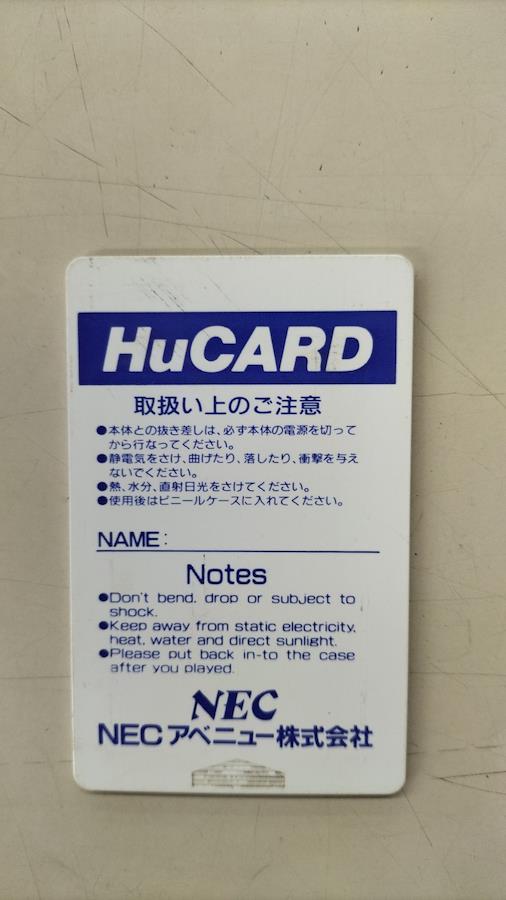 HuCARD
取扱い上のご注意
●本体との抜き差しは、必ず本体の電源を切って
から行なってください。
●静電気をさけ、曲げたり、落したり、衝撃を与え
ないでください。
●熱、水分、直射日光をさけてください。
●使用後はビニールケースに入れてください。
NAME:
Notes
●Don't bend, drop or subject to
shock.
●Keep away from static electricity,
heat, water and direct sunlight.
●Please put back in-to the case
after you played.
NEC
NECアベニュー株式会社